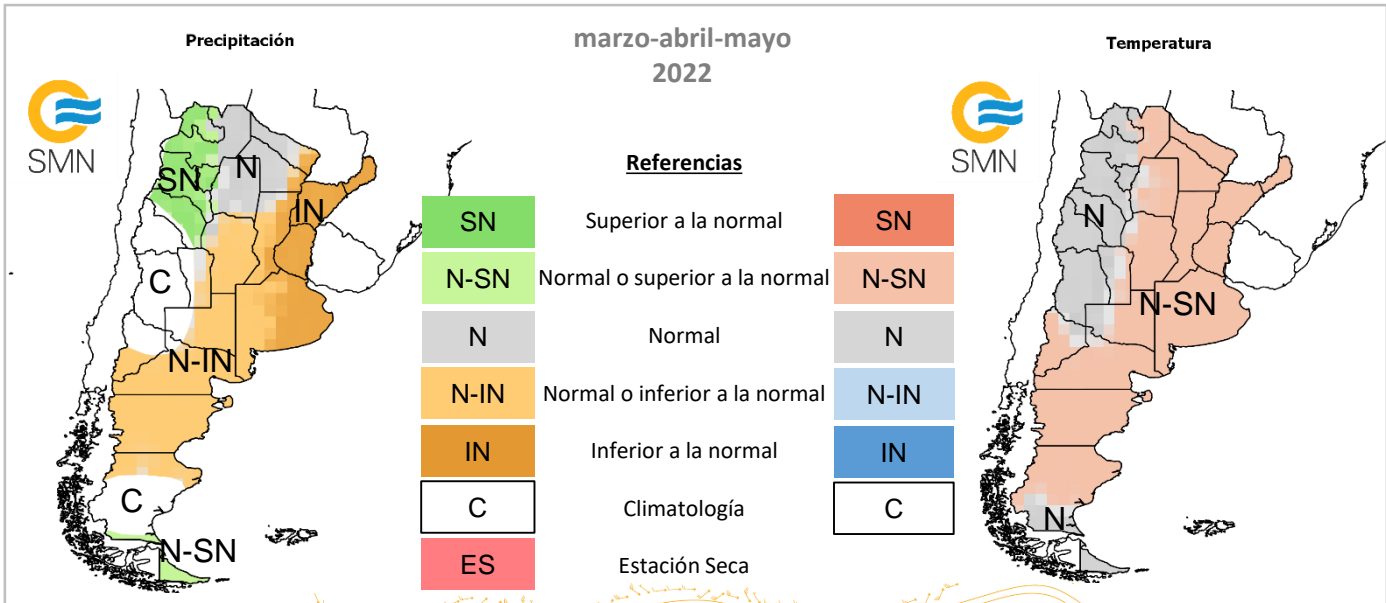 Precipitación
marzo-abril-mayo
2022
Temperatura
SMN
SMN
Referencias
SN
N
IN
C
N-IN
C
N-SN
SN
Superior a la normal
SN
N-SN
Normal o superior a la normal
N-SN
N
Normal
N
N-IN
Normal o inferior a la normal
N-IN
IN
Inferior a la normal
IN
C
Climatología
C
ES
Estación Seca
N
N-SN
N